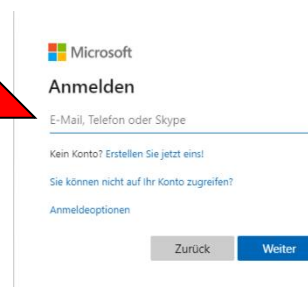 Microsoft
Anmelden
E-Mail, Telefon oder Skype
Kein Konto? Erstellen Sie jetzt eins!
Sie können nicht auf Ihr Konto zugreifen?
Anmeldeoptionen
Zurück Weiter